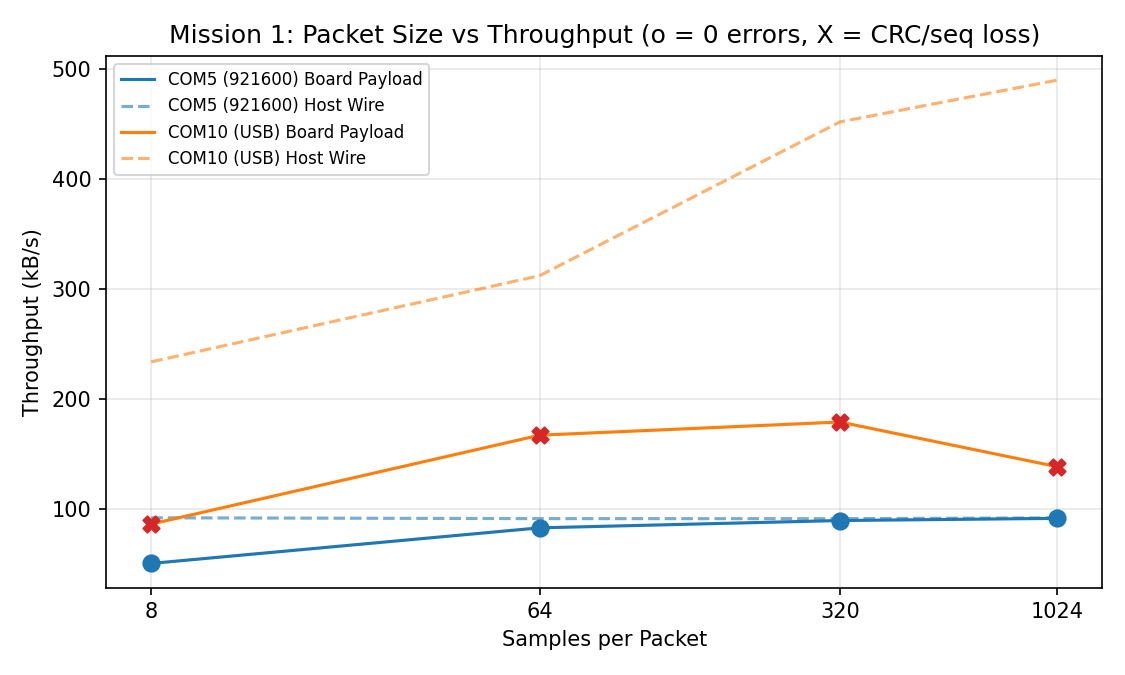 Mission 1: Packet Size vs Throughput (o = 0 errors, X = CRC/seq loss)
COM5 (921600) Board Payload
COM5 (921600) Host Wire
COM10 (USB) Board Payload
COM10 (USB) Host Wire
Throughput (kB/s)
500
400
300
200
100
8
64
320
1024
Samples per Packet